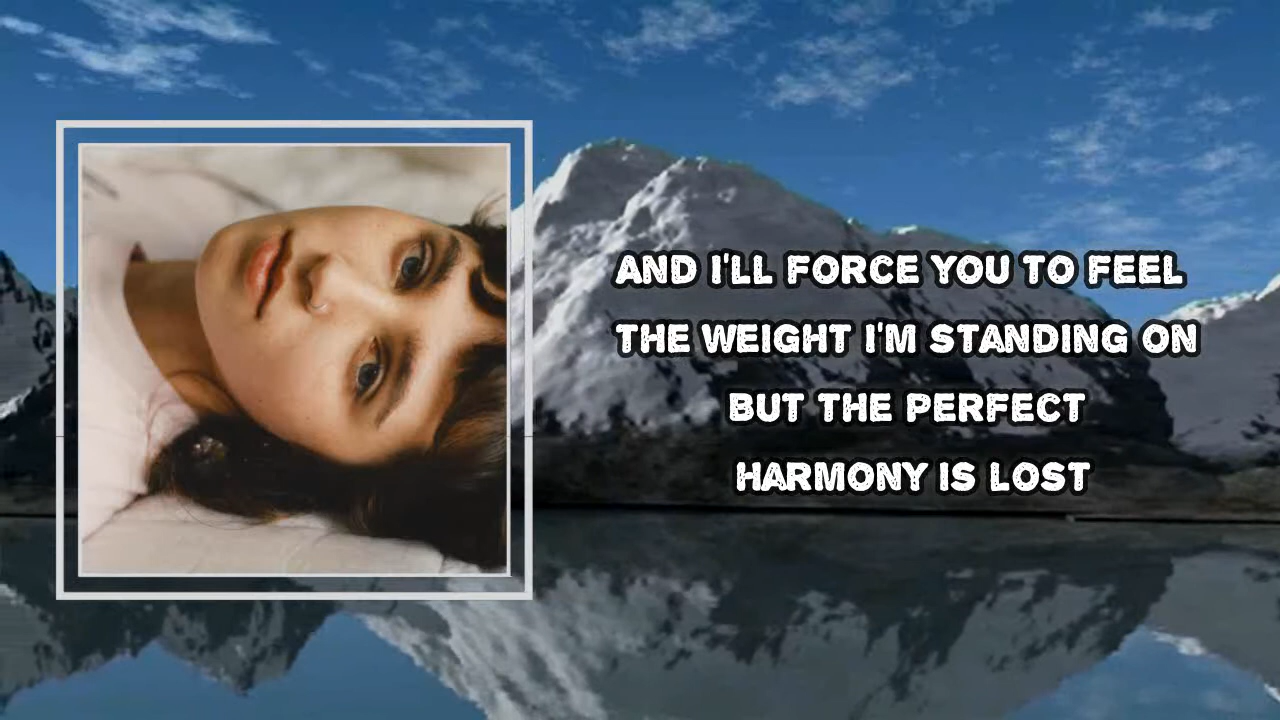 AND I'LL FORCE YOU TO FEEL
THE WEIGHT I'M STANDING ON
BUT THE PERFECT
HARMONY IS LOST